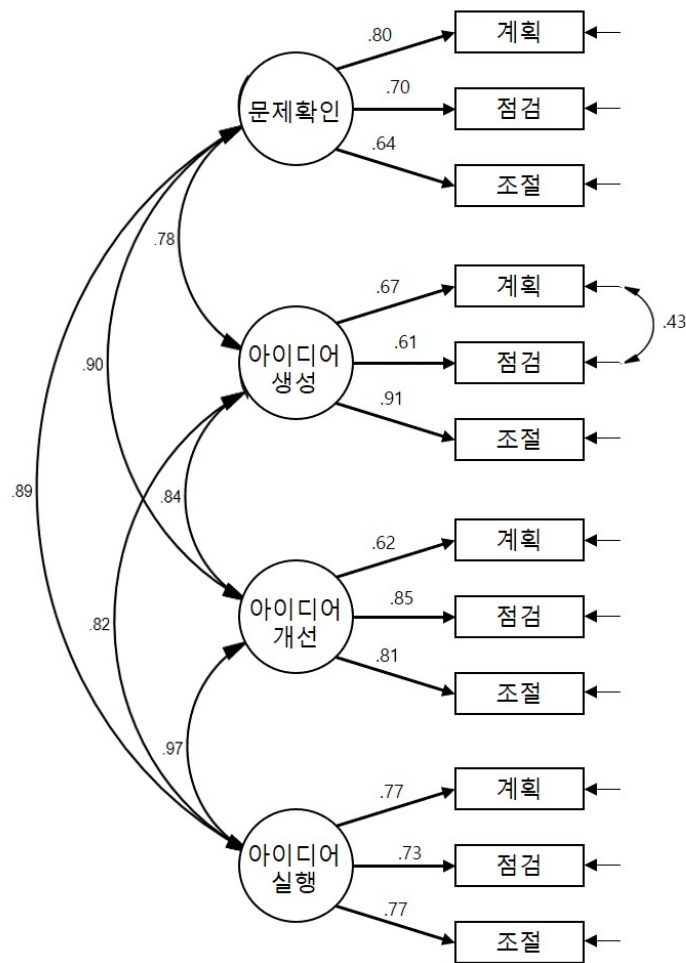 .80
계획
.70
문제확인
점검
.64
조절
.78
.67
계획
.43
.61
아이디어
생성
점검
.90
.91
조절
.89
.84
.62
계획
.85
아이디어
개선
점검
.82
.81
조절
.97
.77
계획
.73
아이디어
실행
점검
.77
조절